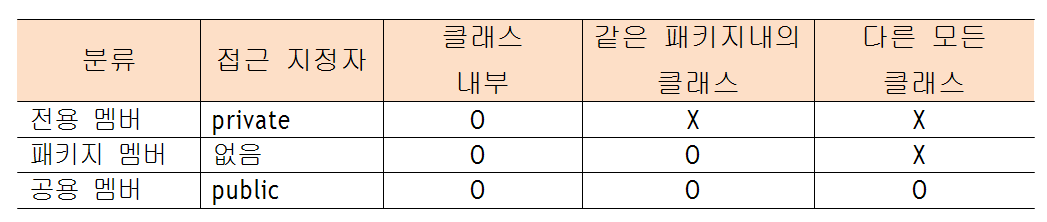 분류 접근 지정자 클래스 내부 같은 패키지내의 클래스 다른 모든 클래스
전용 멤버 private O X X
패키지 멤버 없음 O O X
공용 멤버 public O O O